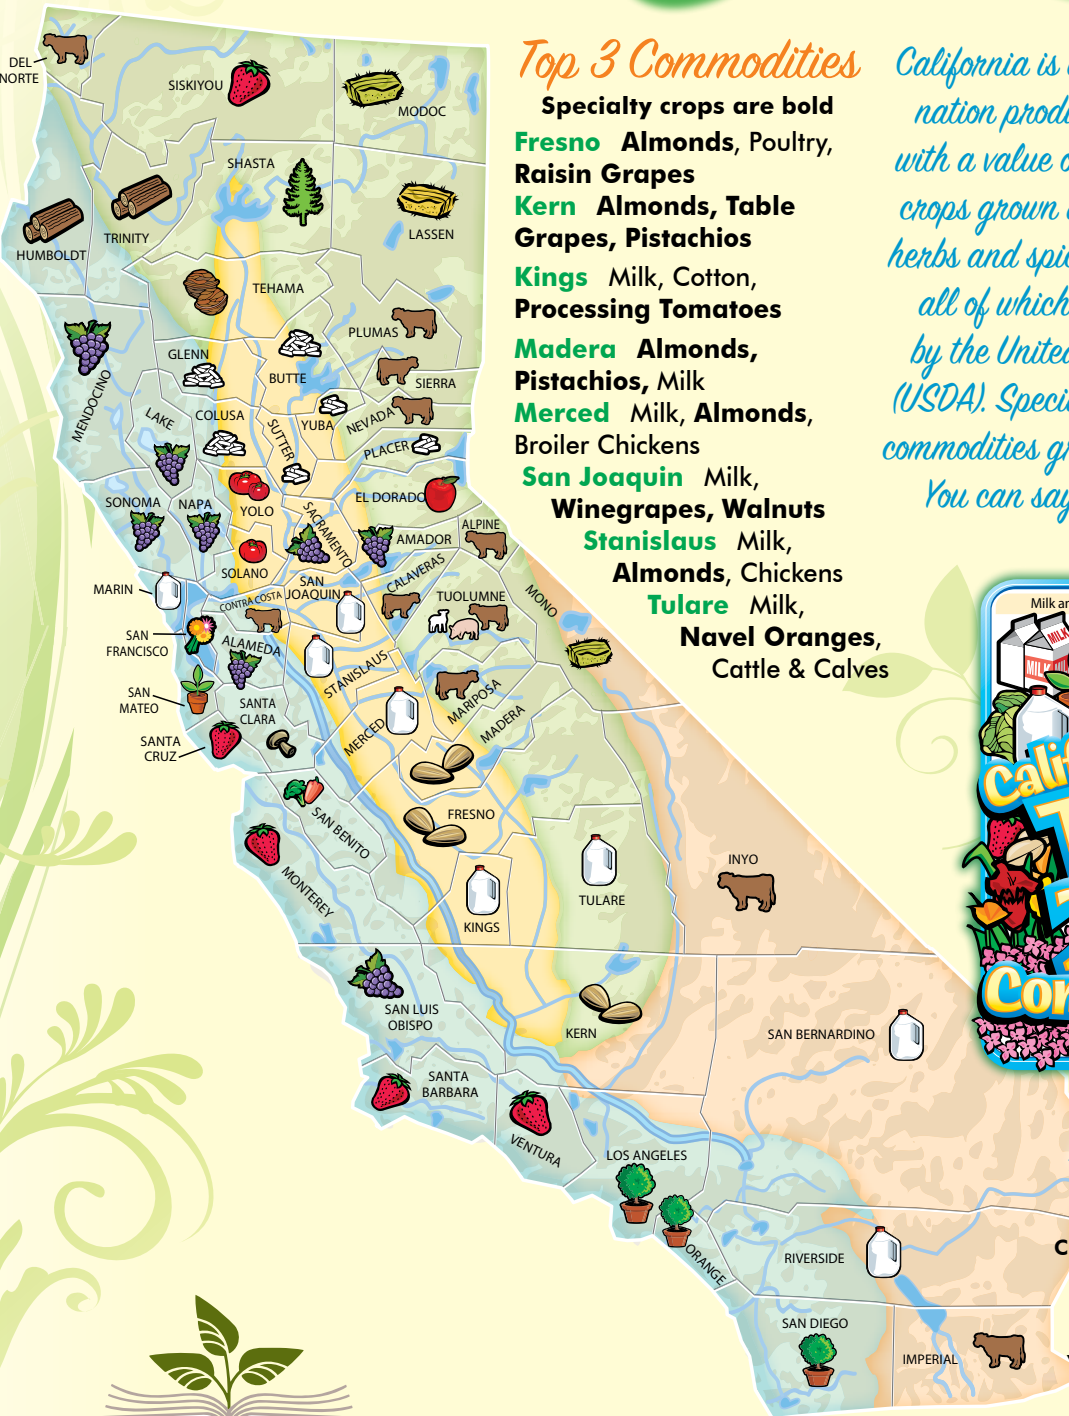 Top 3 Commodities
Specialty crops are bold
Fresno Almonds, Poultry,
Raisin Grapes
Kern Almonds, Table
Grapes, Pistachios
Kings Milk, Cotton,
Processing Tomatoes
Madera Almonds,
Pistachios, Milk
Merced Milk, Almonds,
Broiler Chickens
San Joaquin Milk,
Winegrapes, Walnuts
Stanislaus Milk,
Almonds, Chickens
Tulare Milk,
Navel Oranges,
Cattle & Calves
California is
nation
with a value
crops grown
herbs and
all of which
by the
(USDA).
commodities
You can say
DEL
NORTE
SISKIYOU
MODOC
SHASTA
TRINITY
HUMBOLDT
LASSEN
TEHAMA
PLUMAS
GLENN
BUTTE
SIERRA
MENDOCINO
LAKE
COLUSA
SUTTER
YUBA
NEVADA
PLACER
SONOMA
NAPA
YOLO
SACRAMENTO
EL DORADO
ALPINE
AMADOR
SOLANO
MARIN
CONTRA COSTA
SAN
JOAQUIN
CALAVERAS
TUOLUMNE
MONO
SAN
FRANCISCO
ALAMEDA
STANISLAUS
SAN
MATEO
SANTA
CLARA
MERCED
MARIPOSA
MADERA
SANTA
CRUZ
SAN BENITO
FRESNO
MONTEREY
KINGS
TULARE
INYO
SAN LUIS
OBISPO
KERN
SAN BERNARDINO
SANTA
BARBARA
VENTURA
LOS ANGELES
ORANGE
RIVERSIDE
SAN DIEGO
IMPERIAL
Milk
MILK
MILK